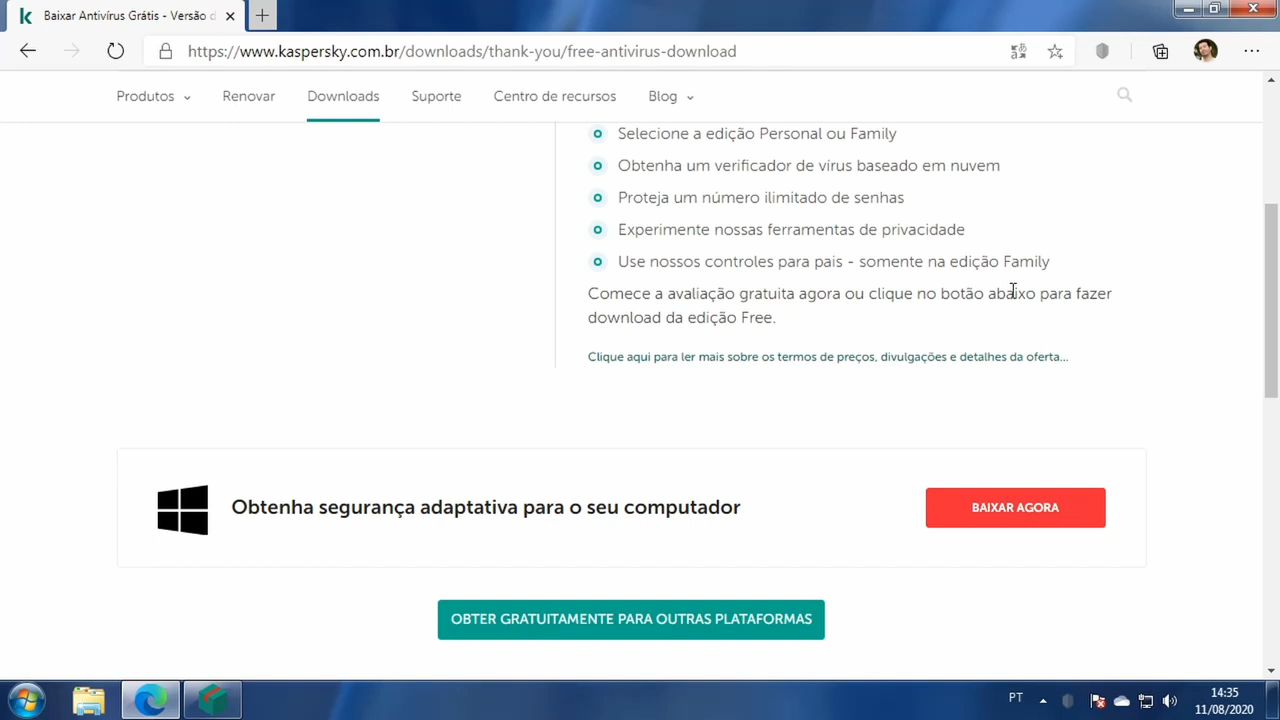 Baixar Antivírus Grátis - Versão d
https://www.kaspersky.com.br/downloads/thank-you/free-antivirus-download
Produtos Renovar Downloads Suporte Centro de recursos Blog
Selecione a edição Personal ou Family
Obtenha um verificador de vírus baseado em nuvem
Proteja um número ilimitado de senhas
Experimente nossas ferramentas de privacidade
Use nossos controles para pais - somente na edição Family
Comece a avaliação gratuita agora ou clique no botão abaixo para fazer
download da edição Free.
Clique aqui para ler mais sobre os termos de preços, divulgações e detalhes da oferta...
Obtenha segurança adaptativa para o seu computador
BAIXAR AGORA
OBTER GRATUITAMENTE PARA OUTRAS PLATAFORMAS
PT
14:35
11/08/2020